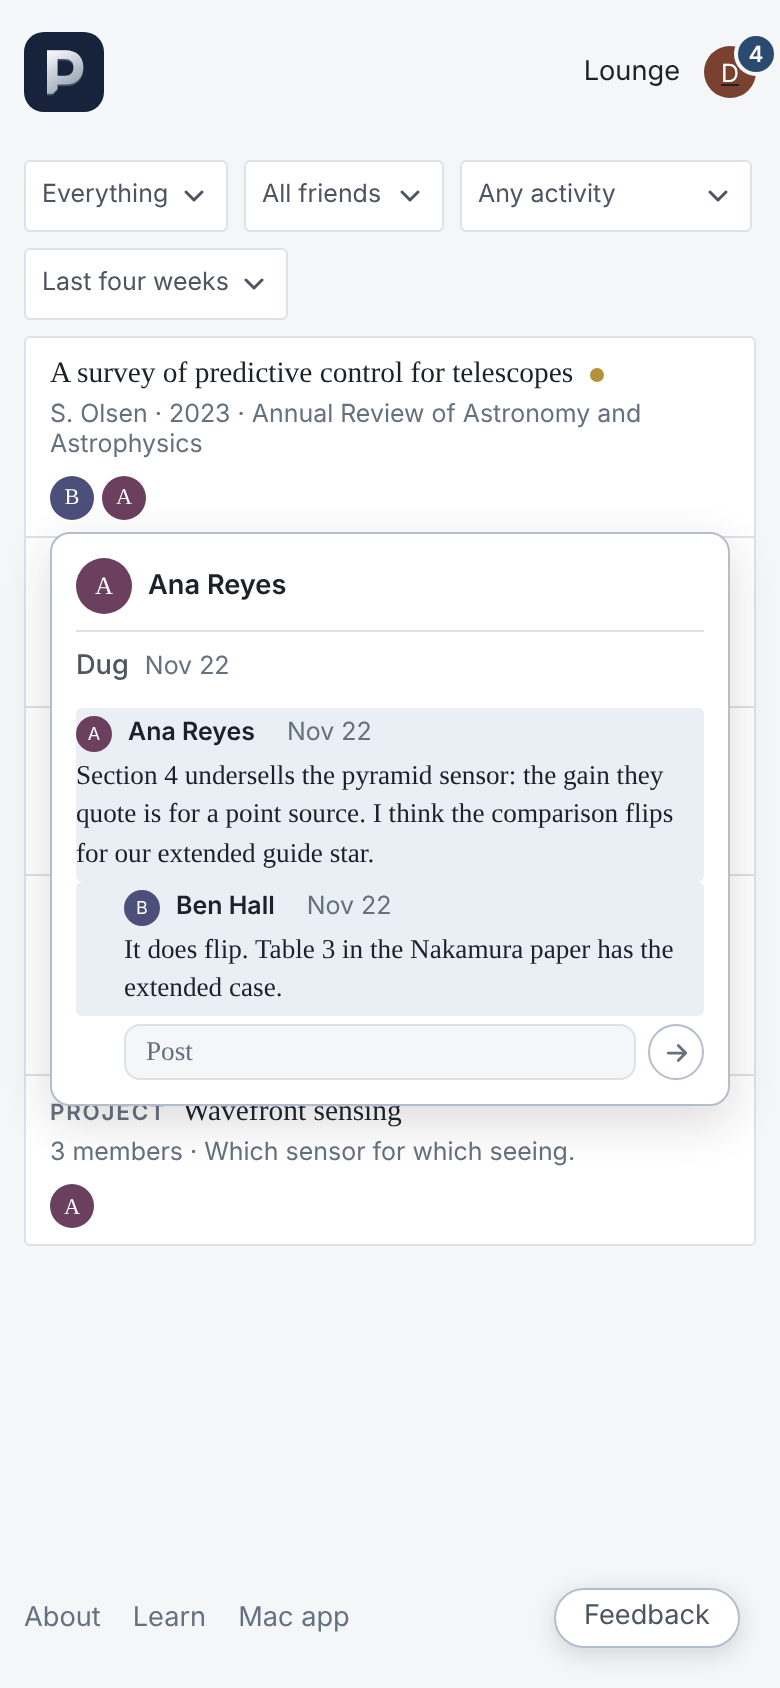 P
Lounge
D
4
Everything
All friends
Any activity
Last four weeks
A survey of predictive control for telescopes
S. Olsen · 2023 · Annual Review of Astronomy and
Astrophysics
B A
A Ana Reyes
Dug Nov 22
A Ana Reyes Nov 22
Section 4 undersells the pyramid sensor: the gain they
quote is for a point source. I think the comparison flips
for our extended guide star.
B Ben Hall Nov 22
It does flip. Table 3 in the Nakamura paper has the
extended case.
Post
PROJECT Wavefront sensing
3 members · Which sensor for which seeing.
A
About Learn Mac app
Feedback